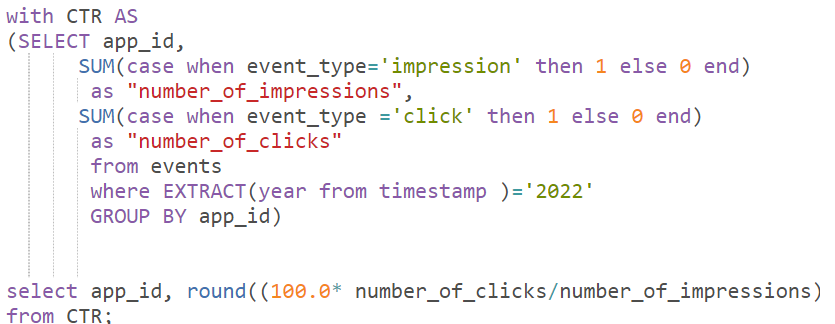 with CTR AS
(SELECT app_id,
SUM(case when event_type='impression' then 1 else 0 end)
as "number_of_impressions",
SUM(case when event_type ='click' then 1 else 0 end)
as "number_of_clicks"
from events
where EXTRACT(year from timestamp )='2022'
GROUP BY app_id)
select app_id, round((100.0* number_of_clicks/number_of_impressions)
from CTR;